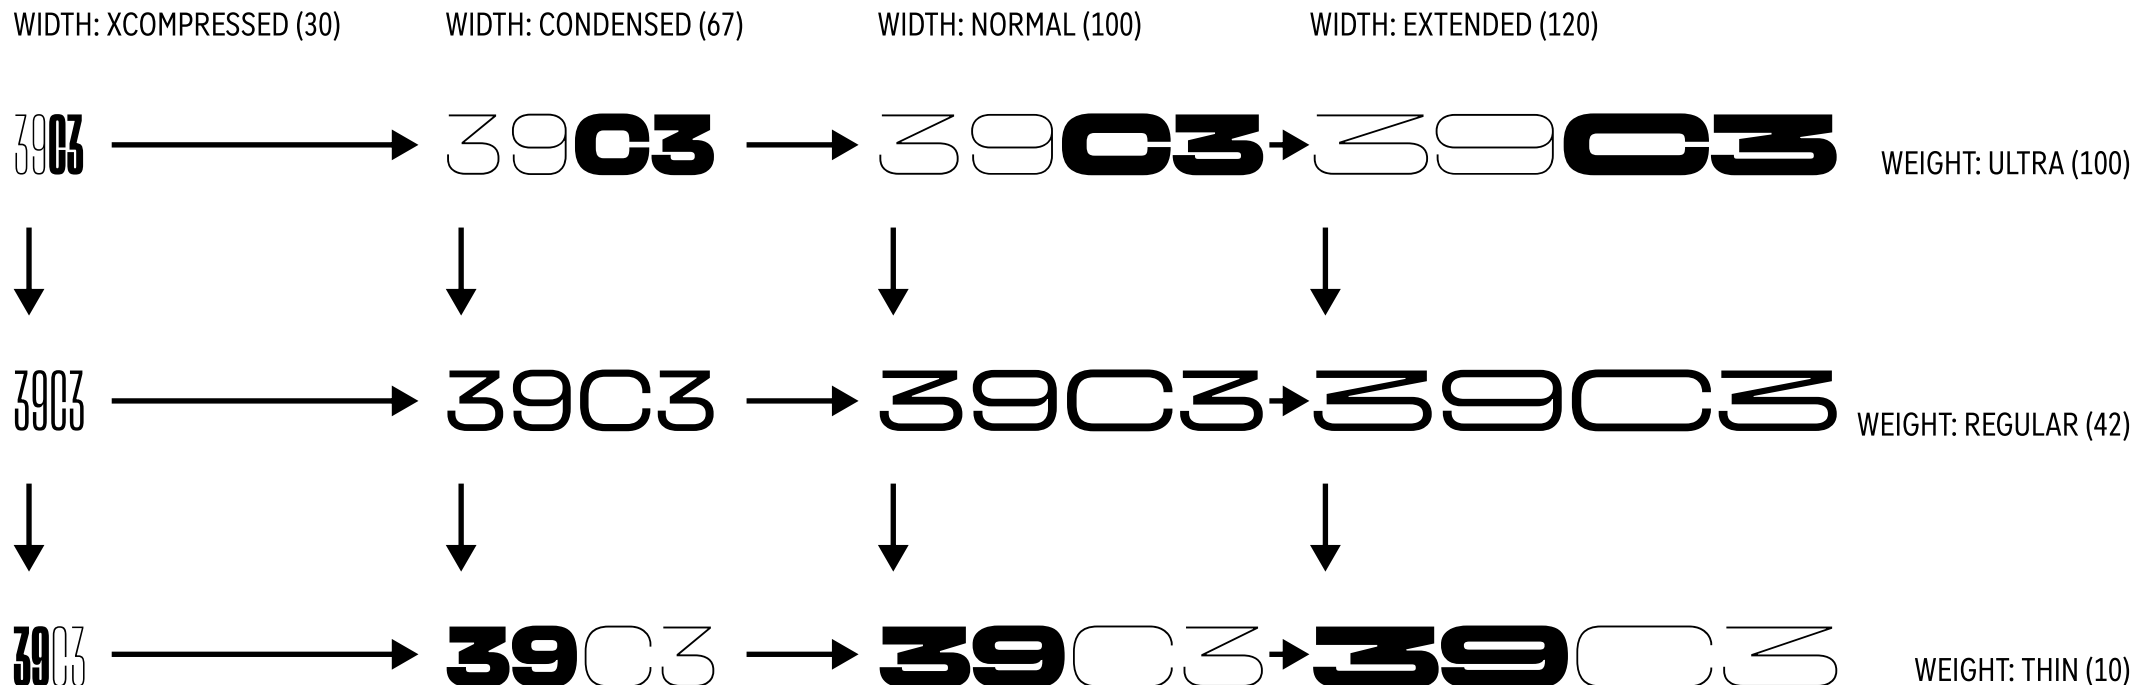 WIDTH: XCOMPRESSED (30) WIDTH: CONDENSED (67) WIDTH: NORMAL (100) WIDTH: EXTENDED (120)
39C3 39C3 39C3 39C3
WEIGHT: ULTRA (100)
39C3 39C3 39C3 39C3
WEIGHT: REGULAR (42)
39C3 39C3 39C3 39C3
WEIGHT: THIN (10)